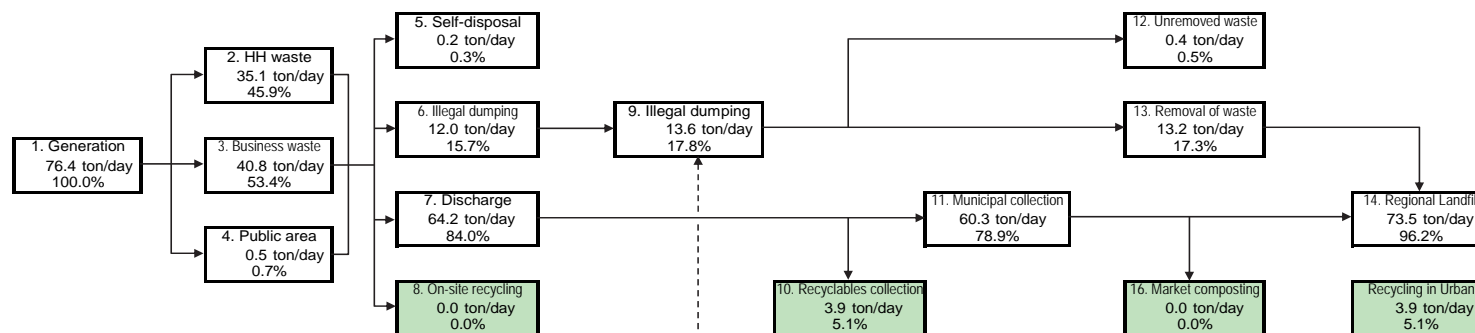 1. Generation
76.4 ton/day
100.0%
2. HH waste
35.1 ton/day
45.9%
3. Business waste
40.8 ton/day
53.4%
4. Public area
0.5 ton/day
0.7%
5. Self-disposal
0.2 ton/day
0.3%
6. Illegal dumping
12.0 ton/day
15.7%
7. Discharge
64.2 ton/day
84.0%
8. On-site recycling
0.0 ton/day
0.0%
9. Illegal dumping
13.6 ton/day
17.8%
10. Recyclables collection
3.9 ton/day
5.1%
11. Municipal collection
60.3 ton/day
78.9%
12. Unremoved waste
0.4 ton/day
0.5%
13. Removal of waste
13.2 ton/day
17.3%
14. Regional Landfi
73.5 ton/day
96.2%
16. Market composting
0.0 ton/day
0.0%
Recycling in Urban
3.9 ton/day
5.1%